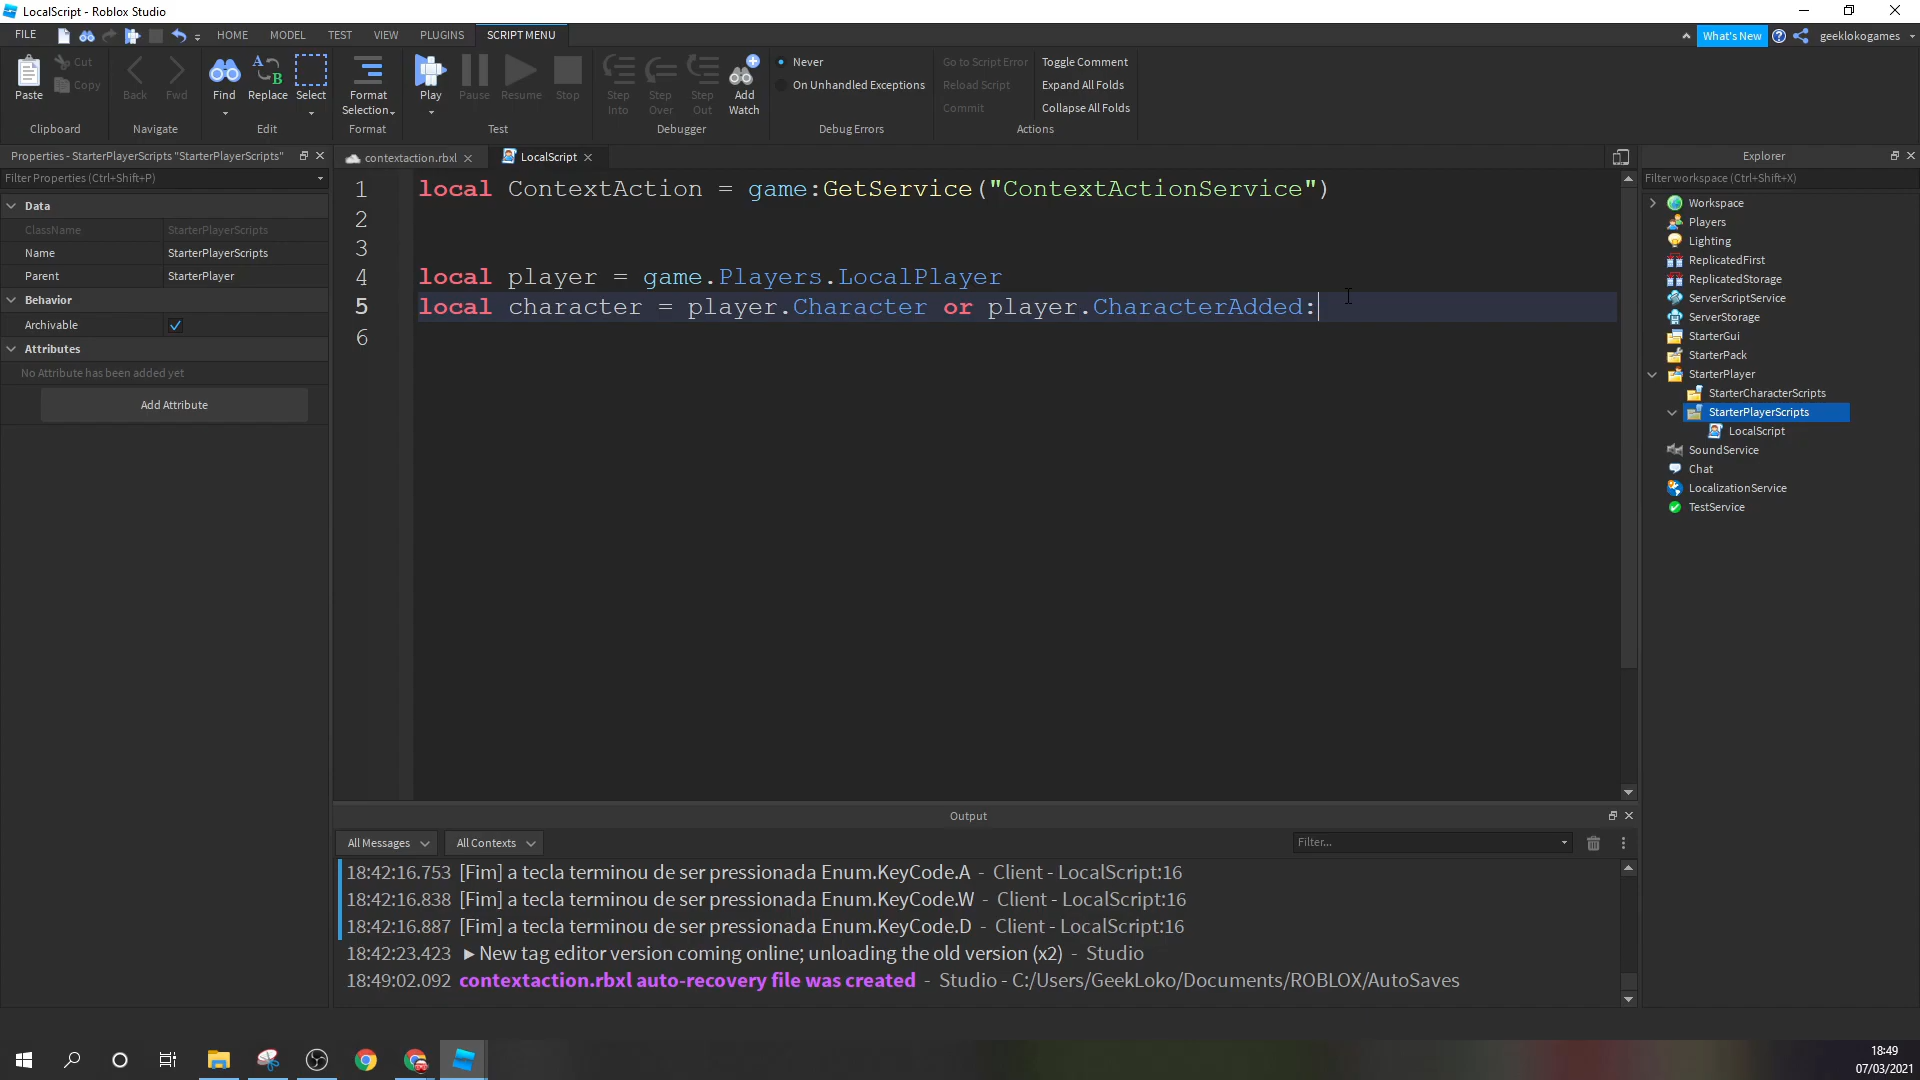 LocalScript - Roblox Studio
FILE HOME MODEL TEST VIEW PLUGINS SCRIPT MENU What's New geeklokogames
Paste Cut Copy Clipboard
Back Fwd Navigate
Find Replace Select Edit
Format Selection Format
Play Pause Resume Stop Test
Step Into Step Over Step Out Add Watch Debugger
Never
On Unhandled Exceptions
Debug Errors
Go to Script Error Toggle Comment
Reload Script Expand All Folds
Commit Collapse All Folds
Actions
Properties - StarterPlayerScripts "StarterPlayerScripts"
Filter Properties (Ctrl+Shift+P)
Data
ClassName StarterPlayerScripts
Name StarterPlayerScripts
Parent StarterPlayer
Behavior
Archivable
Attributes
No Attribute has been added yet
Add Attribute
contextaction.rbxl LocalScript
1 local ContextAction = game:GetService("ContextActionService")
2
3
4 local player = game.Players.LocalPlayer
5 local character = player.Character or player.CharacterAdded:
6
Output
All Messages All Contexts Filter...
18:42:16.753 [Fim] a tecla terminou de ser pressionada Enum.KeyCode.A - Client - LocalScript:16
18:42:16.838 [Fim] a tecla terminou de ser pressionada Enum.KeyCode.W - Client - LocalScript:16
18:42:16.887 [Fim] a tecla terminou de ser pressionada Enum.KeyCode.D - Client - LocalScript:16
18:42:23.423 New tag editor version coming online; unloading the old version (x2) - Studio
18:49:02.092 contextaction.rbxl auto-recovery file was created - Studio - C:/Users/GeekLoko/Documents/ROBLOX/AutoSaves
Explorer
Filter workspace (Ctrl+Shift+X)
Workspace
Players
Lighting
ReplicatedFirst
ReplicatedStorage
ServerScriptService
ServerStorage
StarterGui
StarterPack
StarterPlayer
StarterCharacterScripts
StarterPlayerScripts
LocalScript
SoundService
Chat
LocalizationService
TestService
18:49
07/03/2021